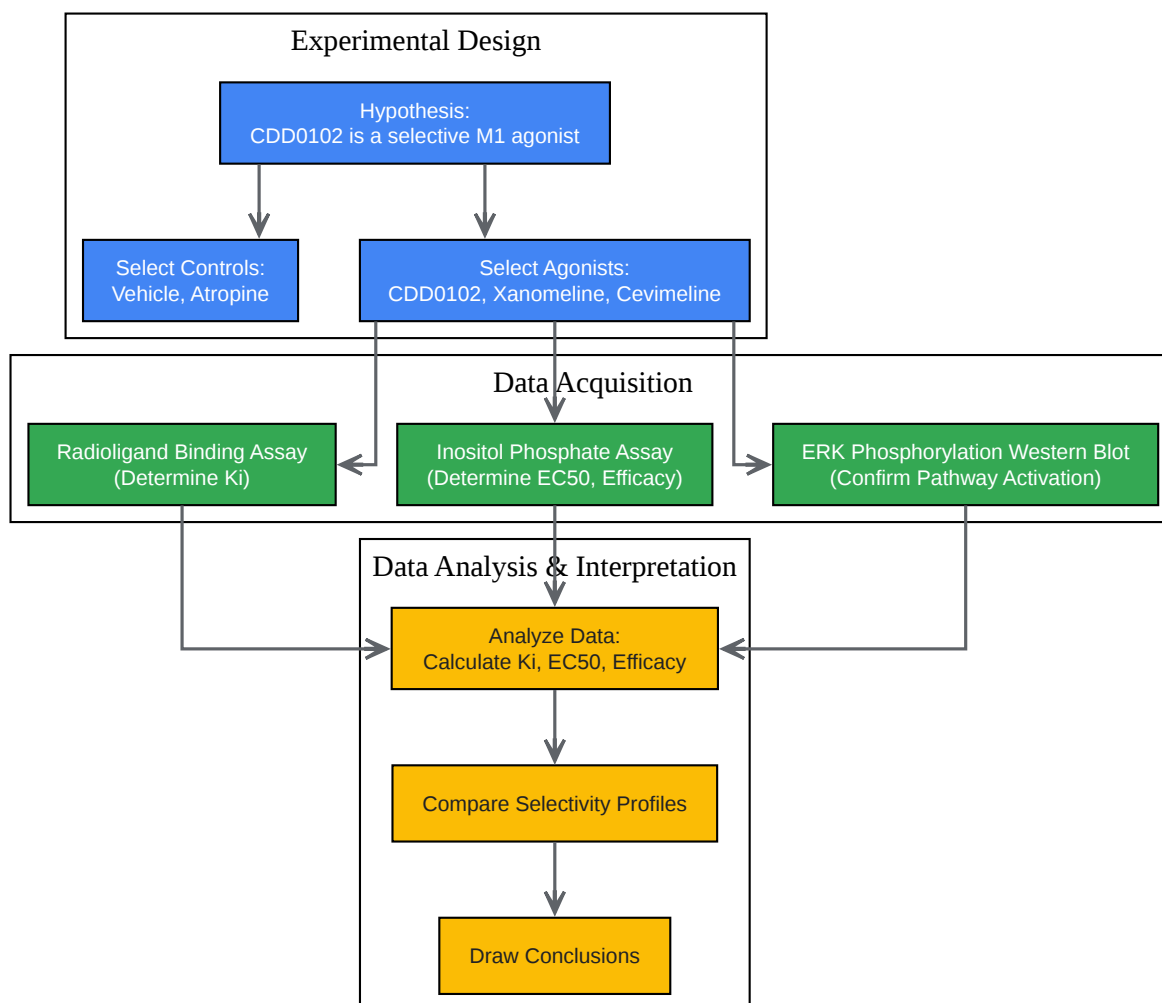 Experimental Design
Hypothesis:
CDD0102 is a selective M1 agonist
Select Controls:
Vehicle, Atropine
Select Agonists:
CDD0102, Xanomeline, Cevimeline
Data Acquisition
Radioligand Binding Assay
(Determine Ki)
Inositol Phosphate Assay
(Determine EC50, Efficacy)
ERK Phosphorylation Western Blot
(Confirm Pathway Activation)
Data Analysis & Interpretation
Analyze Data:
Calculate Ki, EC50, Efficacy
Compare Selectivity Profiles
Draw Conclusions